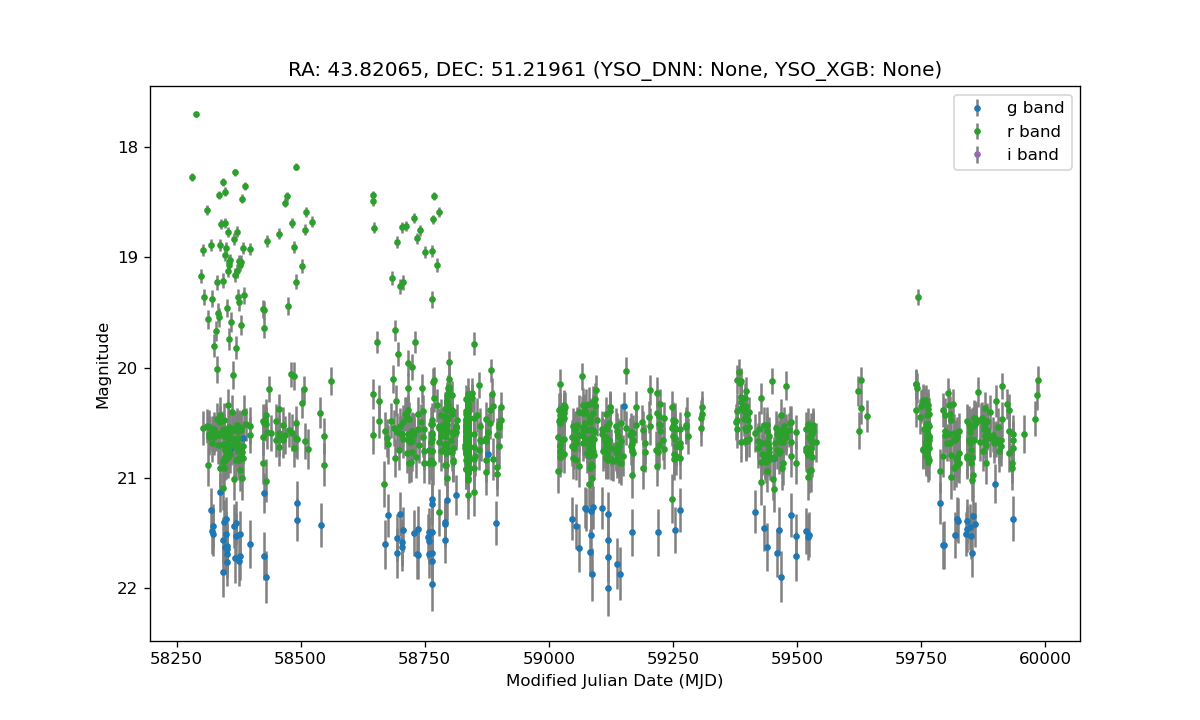 RA: 43.82065, DEC: 51.21961 (YSO_DNN: None, YSO_XGB: None)
g band
r band
i band
18
19
20
21
22
Magnitude
58250 58500 58750 59000 59250 59500 59750 60000
Modified Julian Date (MJD)